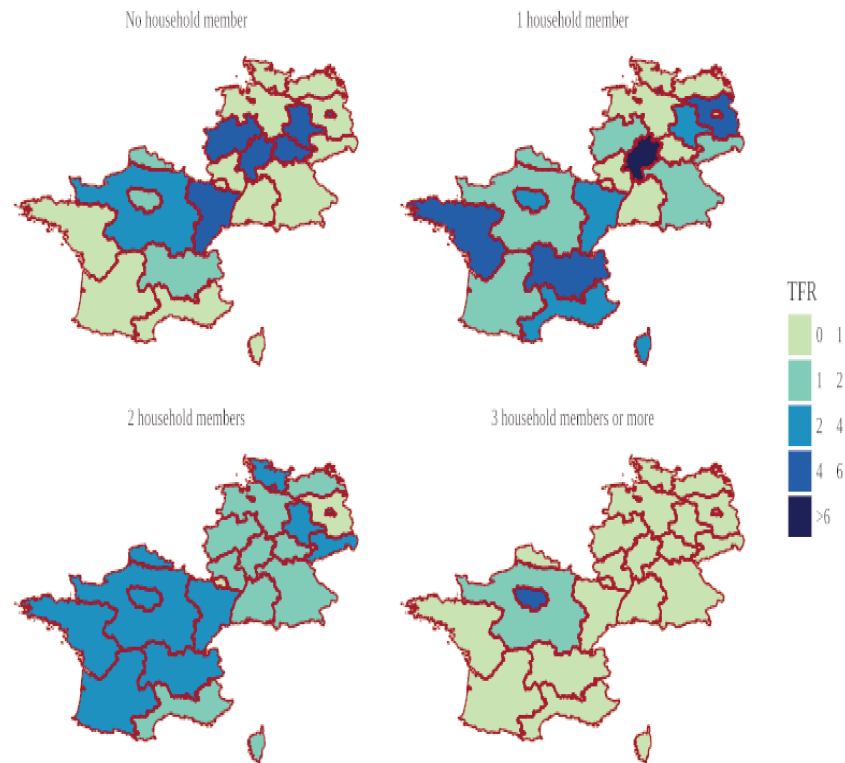 No household member
1 household member
TFR
0 1
1 2
2 4
4 6
>6
2 household members
3 household members or more